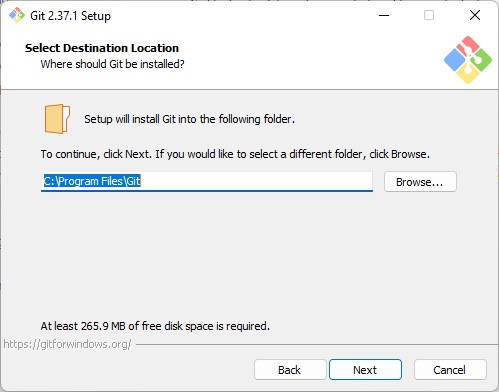 Git 2.37.1 Setup
Select Destination Location
Where should Git be installed?
Setup will install Git into the following folder.
To continue, click Next. If you would like to select a different folder, click Browse.
C:\Program Files\Git
Browse...
At least 265.9 MB of free disk space is required.
https://gitforwindows.org/
Back
Next
Cancel